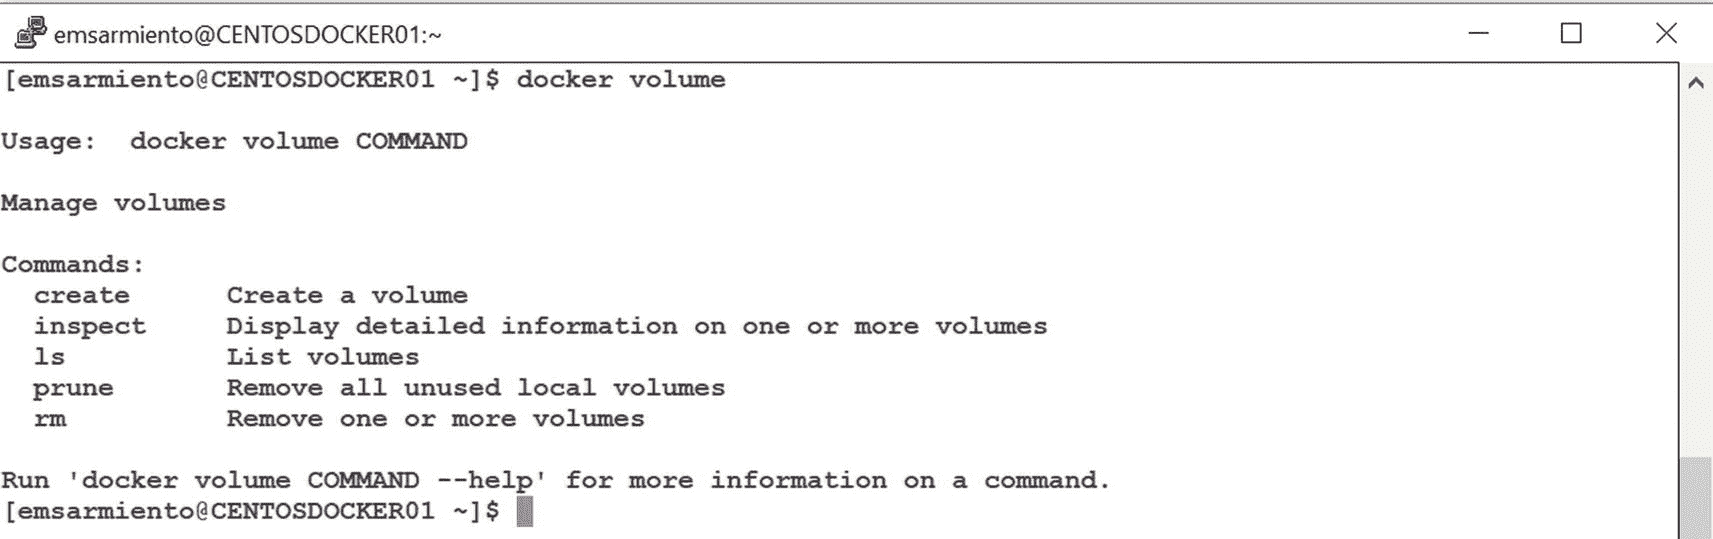 emsarmiento@CENTOSDOCKER01:~
[emsarmiento@CENTOSDOCKER01 ~]$ docker volume
Usage:  docker volume COMMAND
Manage volumes
Commands:
  create      Create a volume
  inspect     Display detailed information on one or more volumes
  ls          List volumes
  prune       Remove all unused local volumes
  rm          Remove one or more volumes
Run 'docker volume COMMAND --help' for more information on a command.
[emsarmiento@CENTOSDOCKER01 ~]$